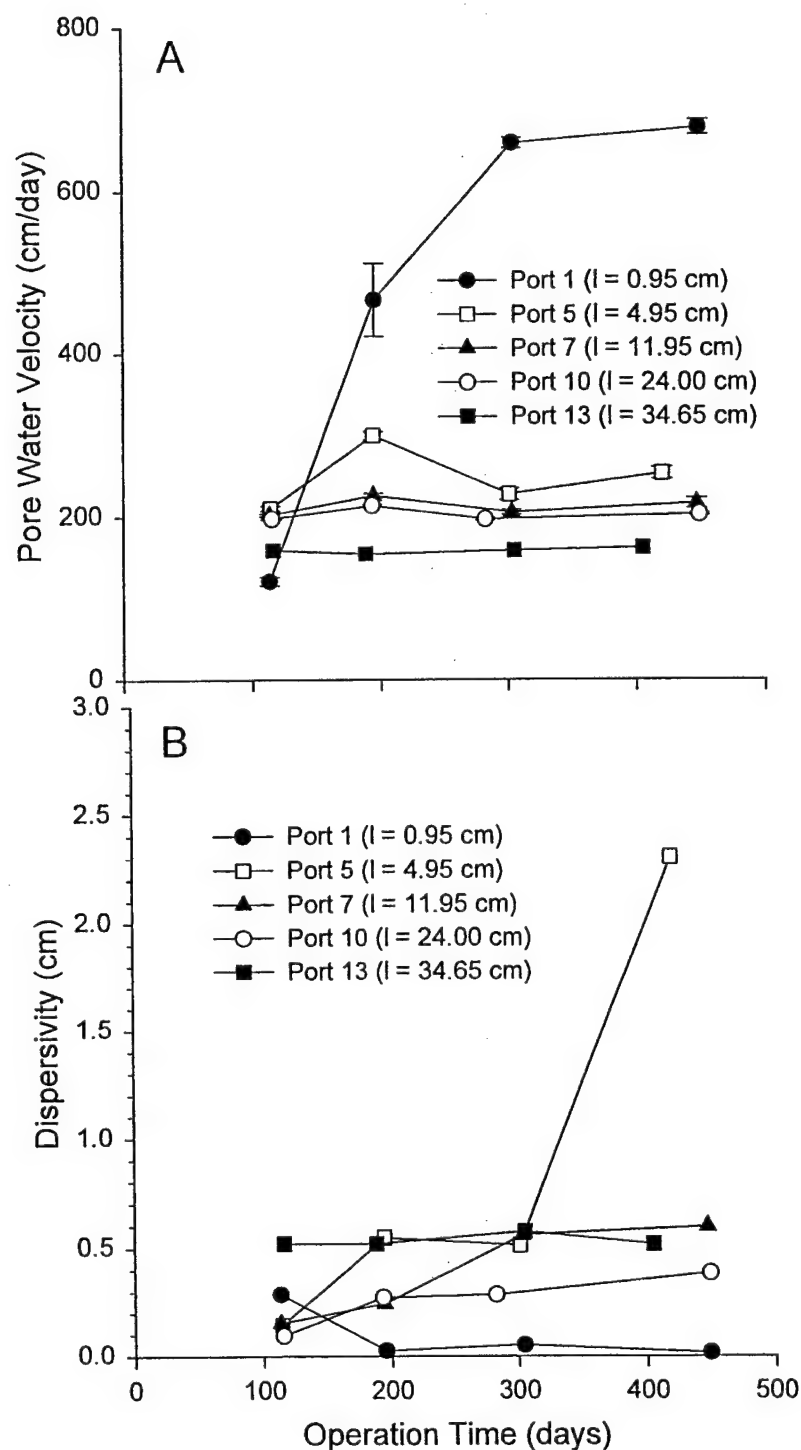 A
800
600
400
200
0
Pore Water Velocity (cm/day)
Port 1 (l = 0.95 cm)
Port 5 (l = 4.95 cm)
Port 7 (l = 11.95 cm)
Port 10 (l = 24.00 cm)
Port 13 (l = 34.65 cm)
B
3.0
2.5
2.0
1.5
1.0
0.5
0.0
Dispersivity (cm)
Port 1 (l = 0.95 cm)
Port 5 (l = 4.95 cm)
Port 7 (l = 11.95 cm)
Port 10 (l = 24.00 cm)
Port 13 (l = 34.65 cm)
0 100 200 300 400 500
Operation Time (days)